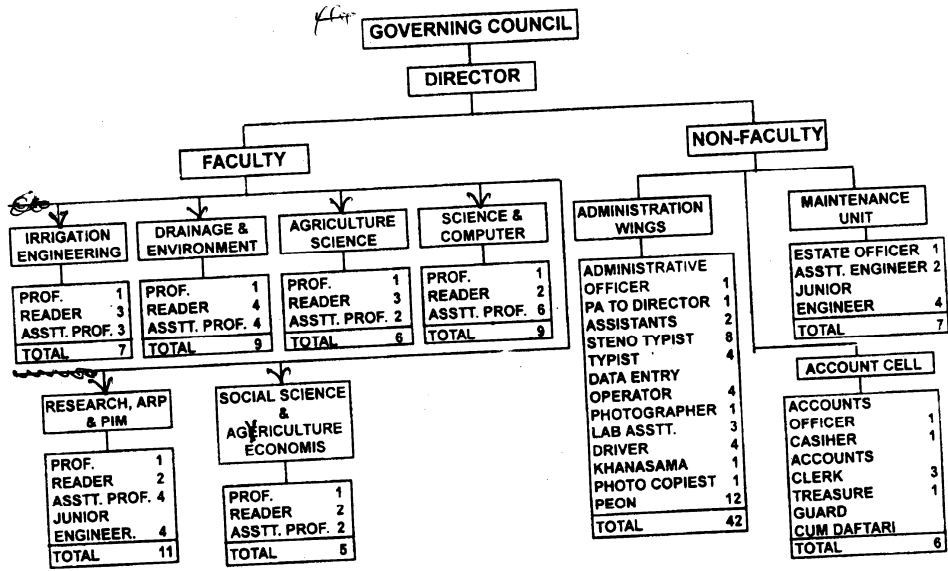 GOVERNING COUNCIL
DIRECTOR
FACULTY
NON-FACULTY
IRRIGATION
ENGINEERING
PROF. 1
READER 3
ASSTT. PROF. 3
TOTAL 7
DRAINAGE &
ENVIRONMENT
PROF. 1
READER 4
ASSTT. PROF. 4
TOTAL 9
AGRICULTURE
SCIENCE
PROF. 1
READER 3
ASSTT. PROF. 2
TOTAL 6
SCIENCE &
COMPUTER
PROF. 1
READER 2
ASSTT. PROF. 6
TOTAL 9
RESEARCH, ARP
& PIM
PROF. 1
READER 2
ASSTT. PROF. 4
JUNIOR
ENGINEER. 4
TOTAL 11
SOCIAL SCIENCE
&
AGERICULTURE
ECONOMIS
PROF. 1
READER 2
ASSTT. PROF. 2
TOTAL 5
ADMINISTRATION
WINGS
ADMINISTRATIVE
OFFICER 1
PA TO DIRECTOR 1
ASSISTANTS 2
STENO TYPIST 8
TYPIST 4
DATA ENTRY
OPERATOR 4
PHOTOGRAPHER 1
LAB ASSTT. 3
DRIVER 4
KHANASAMA 1
PHOTO COPIEST 1
PEON 12
TOTAL 42
MAINTENANCE
UNIT
ESTATE OFFICER 1
ASSTT. ENGINEER 2
JUNIOR
ENGINEER 4
TOTAL 7
ACCOUNT CELL
ACCOUNTS
OFFICER 1
CASIHER 1
ACCOUNTS
CLERK 3
TREASURE 1
GUARD
CUM DAFTARI
TOTAL 6